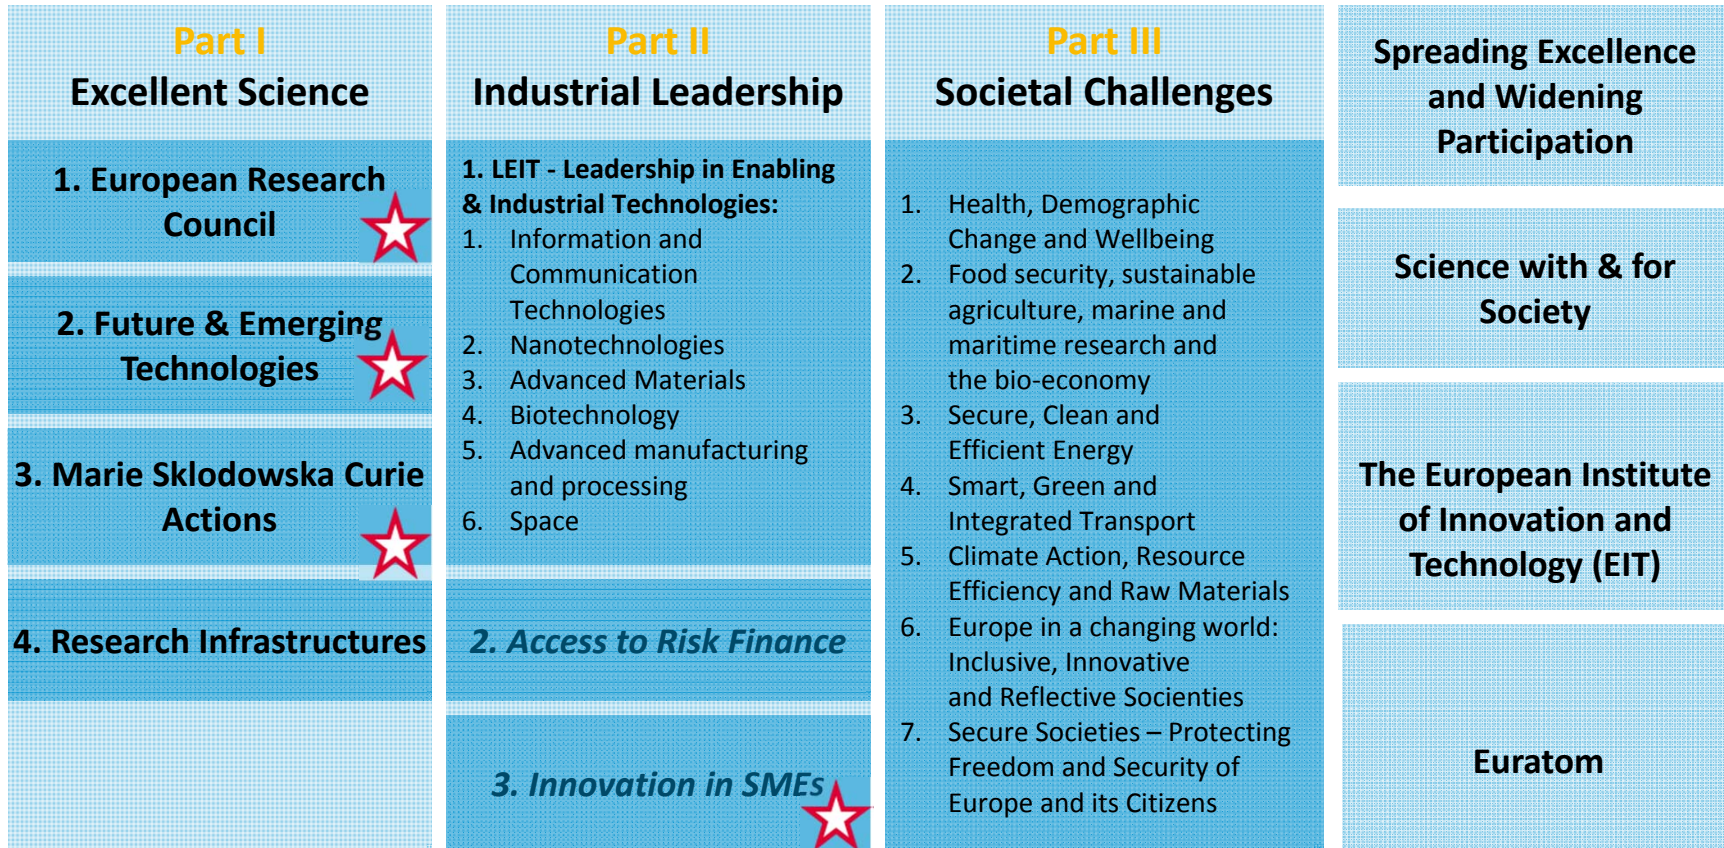 Part I
Excellent Science
1. European Research
Council
2. Future & Emerging
Technologies
3. Marie Sklodowska Curie
Actions
4. Research Infrastructures
Part II
Industrial Leadership
1. LEIT - Leadership in Enabling
& Industrial Technologies:
1. Information and
Communication
Technologies
2. Nanotechnologies
3. Advanced Materials
4. Biotechnology
5. Advanced manufacturing
and processing
6. Space
2. Access to Risk Finance
3. Innovation in SMEs
Part III
Societal Challenges
1. Health, Demographic
Change and Wellbeing
2. Food security, sustainable
agriculture, marine and
maritime research and
the bio-economy
3. Secure, Clean and
Efficient Energy
4. Smart, Green and
Integrated Transport
5. Climate Action, Resource
Efficiency and Raw Materials
6. Europe in a changing world:
Inclusive, Innovative
and Reflective Socienties
7. Secure Societies – Protecting
Freedom and Security of
Europe and its Citizens
Spreading Excellence
and Widening
Participation
Science with & for
Society
The European Institute
of Innovation and
Technology (EIT)
Euratom